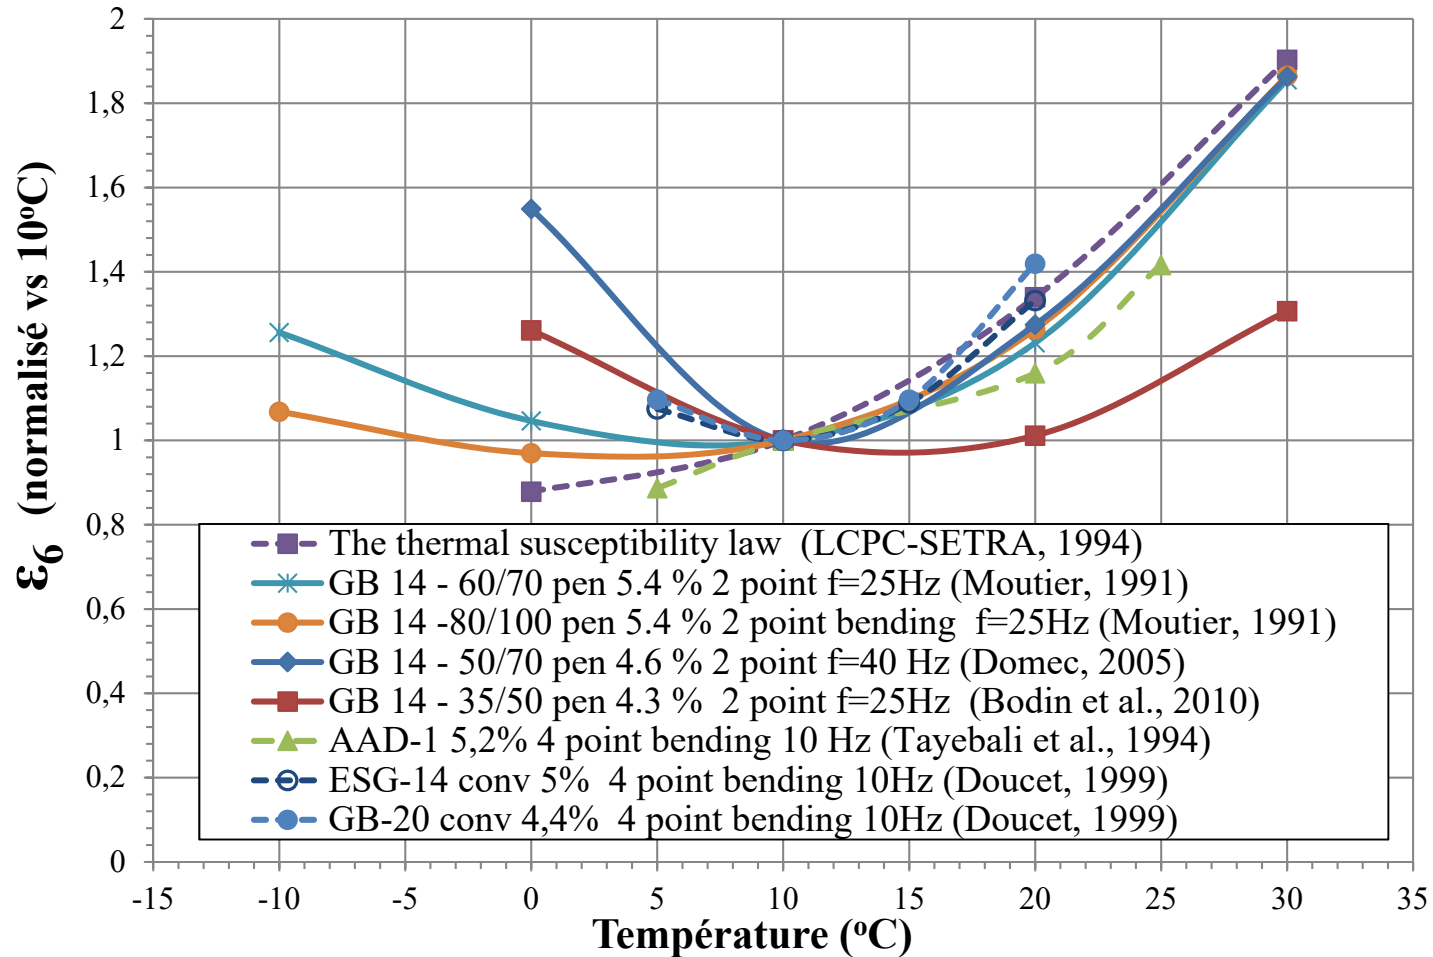 2
1,8
1,6
1,4
1,2
1
0,8
0,6
0,4
0,2
0
ε6 (normalisé vs 10ºC)
The thermal susceptibility law (LCPC-SETRA, 1994)
GB 14 - 60/70 pen 5.4 % 2 point f=25Hz (Moutier, 1991)
GB 14 -80/100 pen 5.4 % 2 point bending f=25Hz (Moutier, 1991)
GB 14 - 50/70 pen 4.6 % 2 point f=40 Hz (Domec, 2005)
GB 14 - 35/50 pen 4.3 % 2 point f=25Hz (Bodin et al., 2010)
AAD-1 5,2% 4 point bending 10 Hz (Tayebali et al., 1994)
ESG-14 conv 5% 4 point bending 10Hz (Doucet, 1999)
GB-20 conv 4,4% 4 point bending 10Hz (Doucet, 1999)
-15 -10 -5 0 5 10 15 20 25 30 35
Température (ºC)